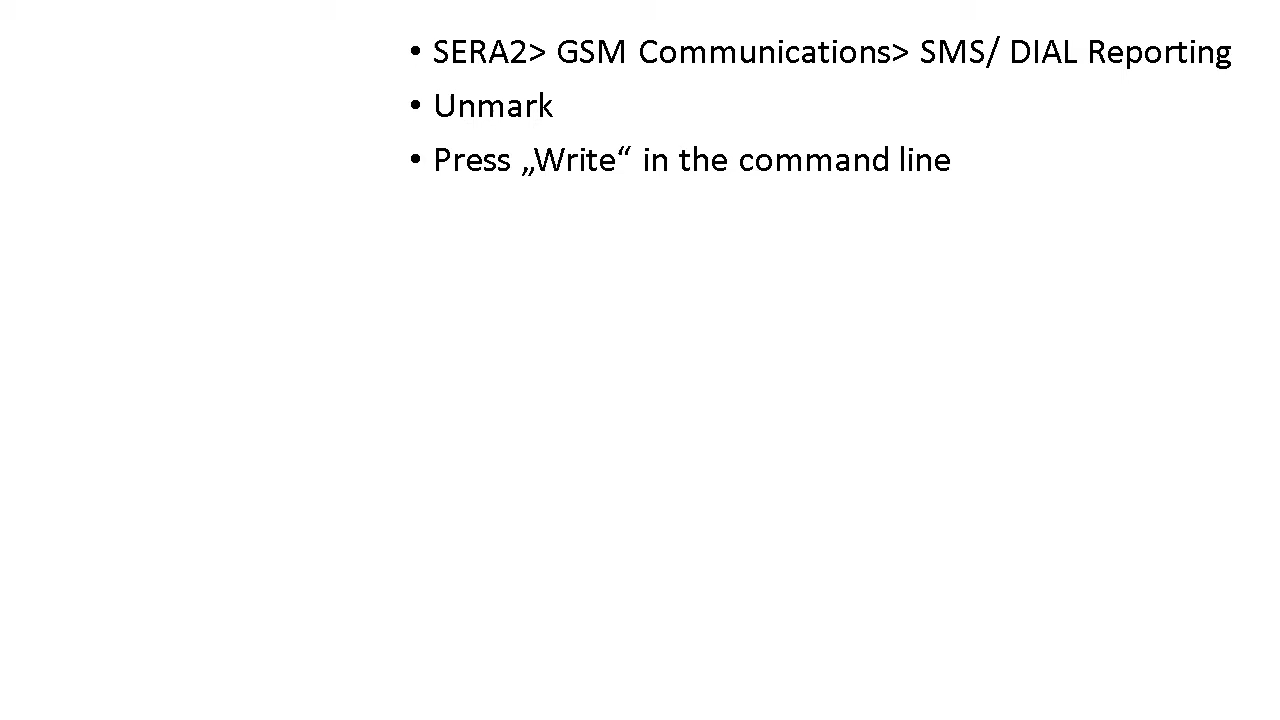 • SERA2> GSM Communications> SMS/ DIAL Reporting
• Unmark
• Press „Write“ in the command line